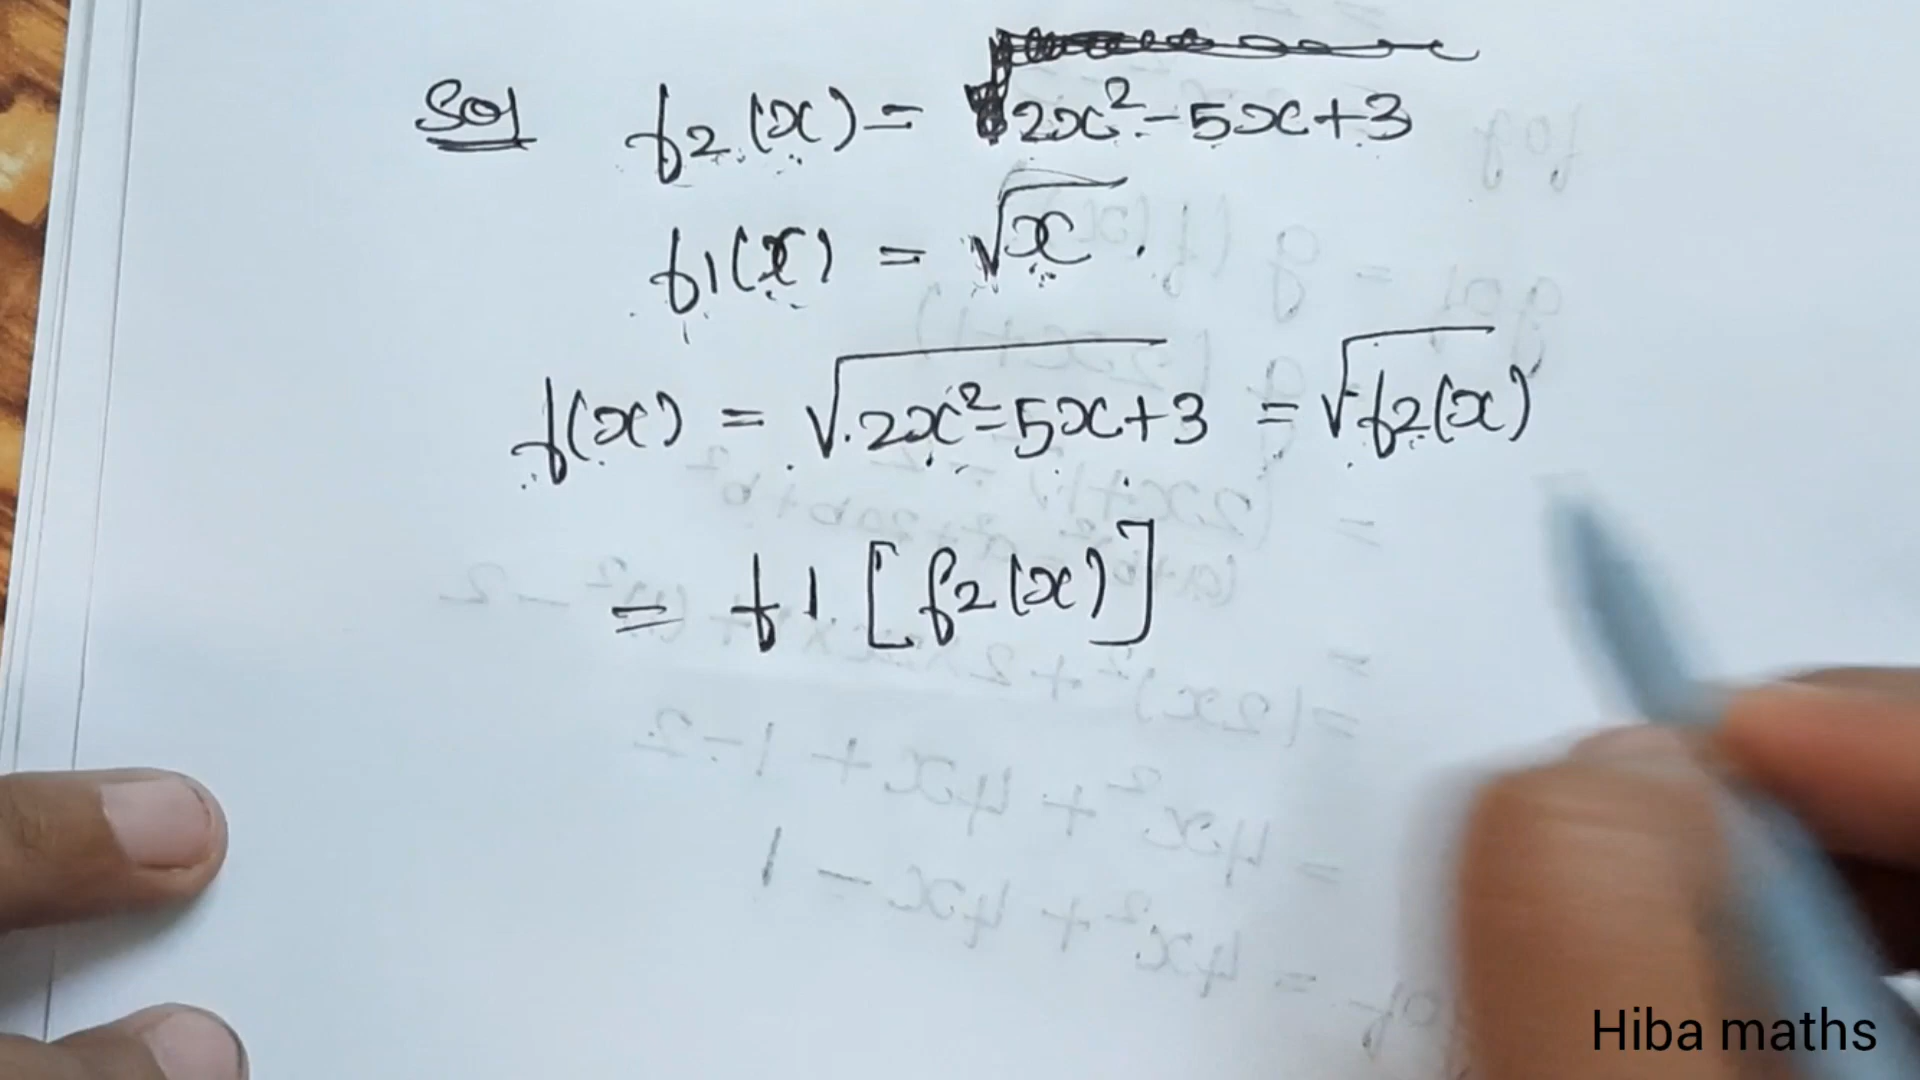 Sol f2(x) = 2x²-5x+3
f1(x) = √x.
f(x) = √2x²-5x+3 = √f2(x)
= f1 [f2(x)]
Hiba maths